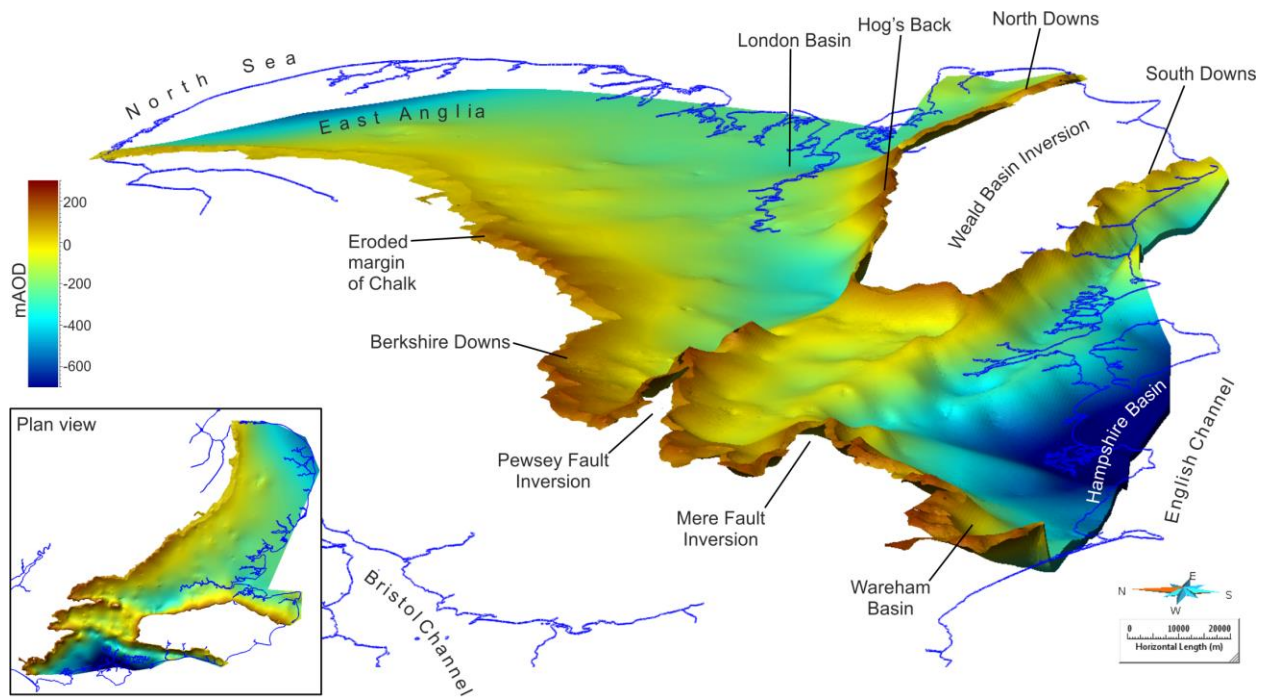 North Sea
East Anglia
London Basin
Hog's Back
North Downs
South Downs
Weald Basin Inversion
200
0
-200
-400
-600
mAOD
Eroded
margin
of Chalk
Berkshire Downs
Pewsey Fault
Inversion
Mere Fault
Inversion
Wareham
Basin
Hampshire Basin
English Channel
Plan view
Bristol Channel
N
E
S
W
0 10000 20000
Horizontal Length (m)